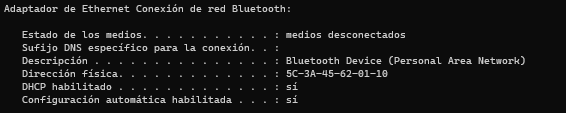 Adaptador de Ethernet Conexión de red Bluetooth:
Estado de los medios. . . . . . . . . . . : medios desconectados
Sufijo DNS específico para la conexión. . :
Descripción . . . . . . . . . . . . . . . : Bluetooth Device (Personal Area Network)
Dirección física. . . . . . . . . . . . . : 5C-3A-45-62-01-10
DHCP habilitado . . . . . . . . . . . . . : sí
Configuración automática habilitada . . . : sí